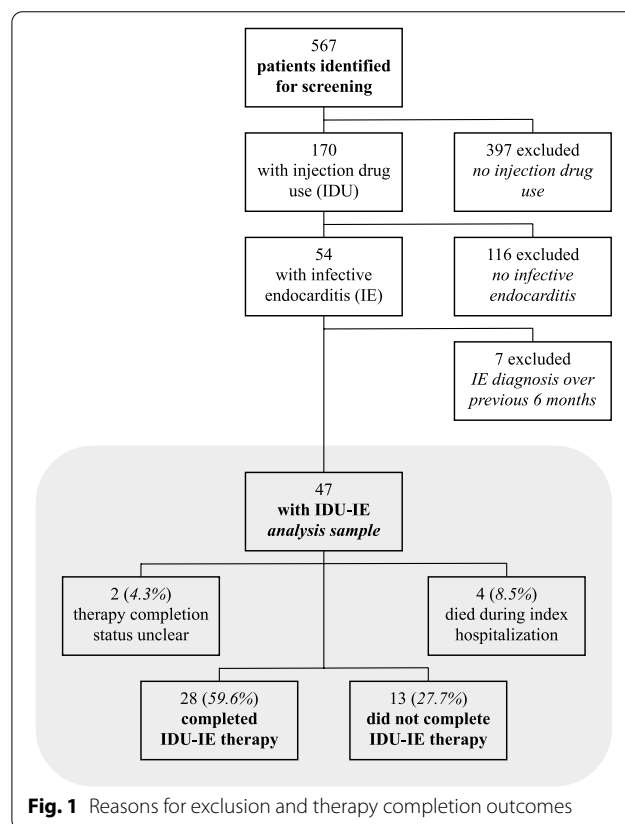 567
patients identified
for screening
170
with injection drug
use (IDU)
397 excluded
no injection drug
use
54
with infective
endocarditis (IE)
116 excluded
no infective
endocarditis
7 excluded
IE diagnosis over
previous 6 months
47
with IDU-IE
analysis sample
2 (4.3%)
therapy completion
status unclear
4 (8.5%)
died during index
hospitalization
28 (59.6%)
completed
IDU-IE therapy
13 (27.7%)
did not complete
IDU-IE therapy
Fig. 1 Reasons for exclusion and therapy completion outcomes